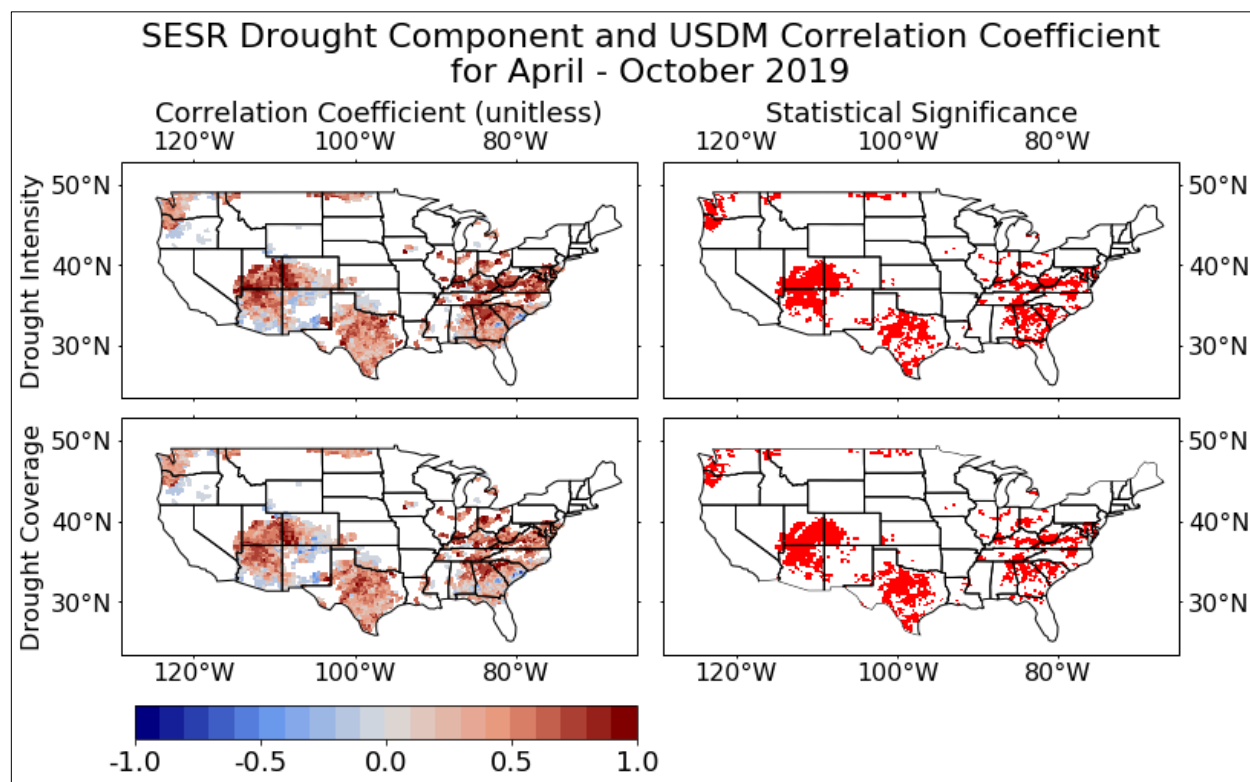 SESR Drought Component and USDM Correlation Coefficient
for April - October 2019
Correlation Coefficient (unitless)
Statistical Significance
120°W 100°W 80°W
120°W 100°W 80°W
Drought Intensity
50°N
40°N
30°N
50°N
40°N
30°N
Drought Coverage
50°N
40°N
30°N
50°N
40°N
30°N
120°W 100°W 80°W
120°W 100°W 80°W
-1.0 -0.5 0.0 0.5 1.0